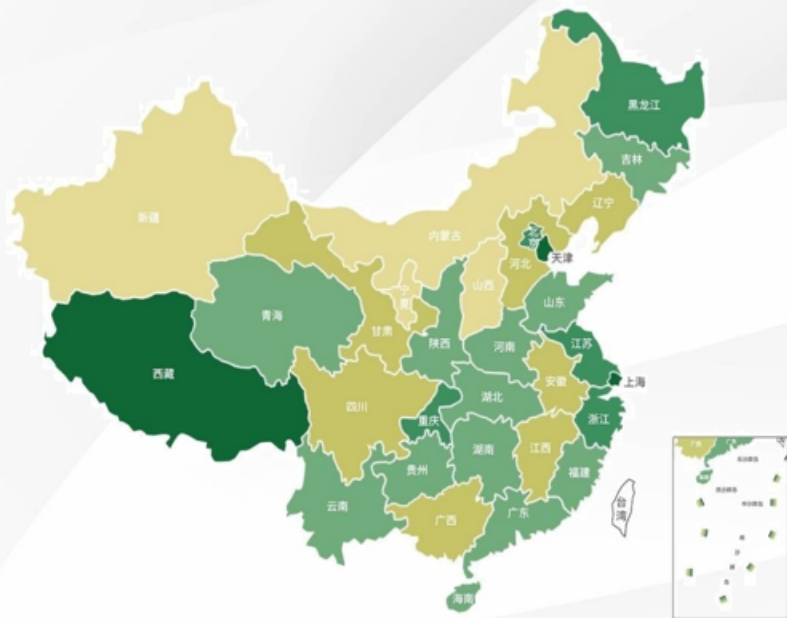 黑龙江
吉林
辽宁
新疆
内蒙古
北京
天津
河北
山西
宁夏
青海
甘肃
山东
陕西
河南
江苏
西藏
安徽
上海
四川
湖北
重庆
浙江
江西
湖南
贵州
福建
云南
台湾
广西
广东
海南